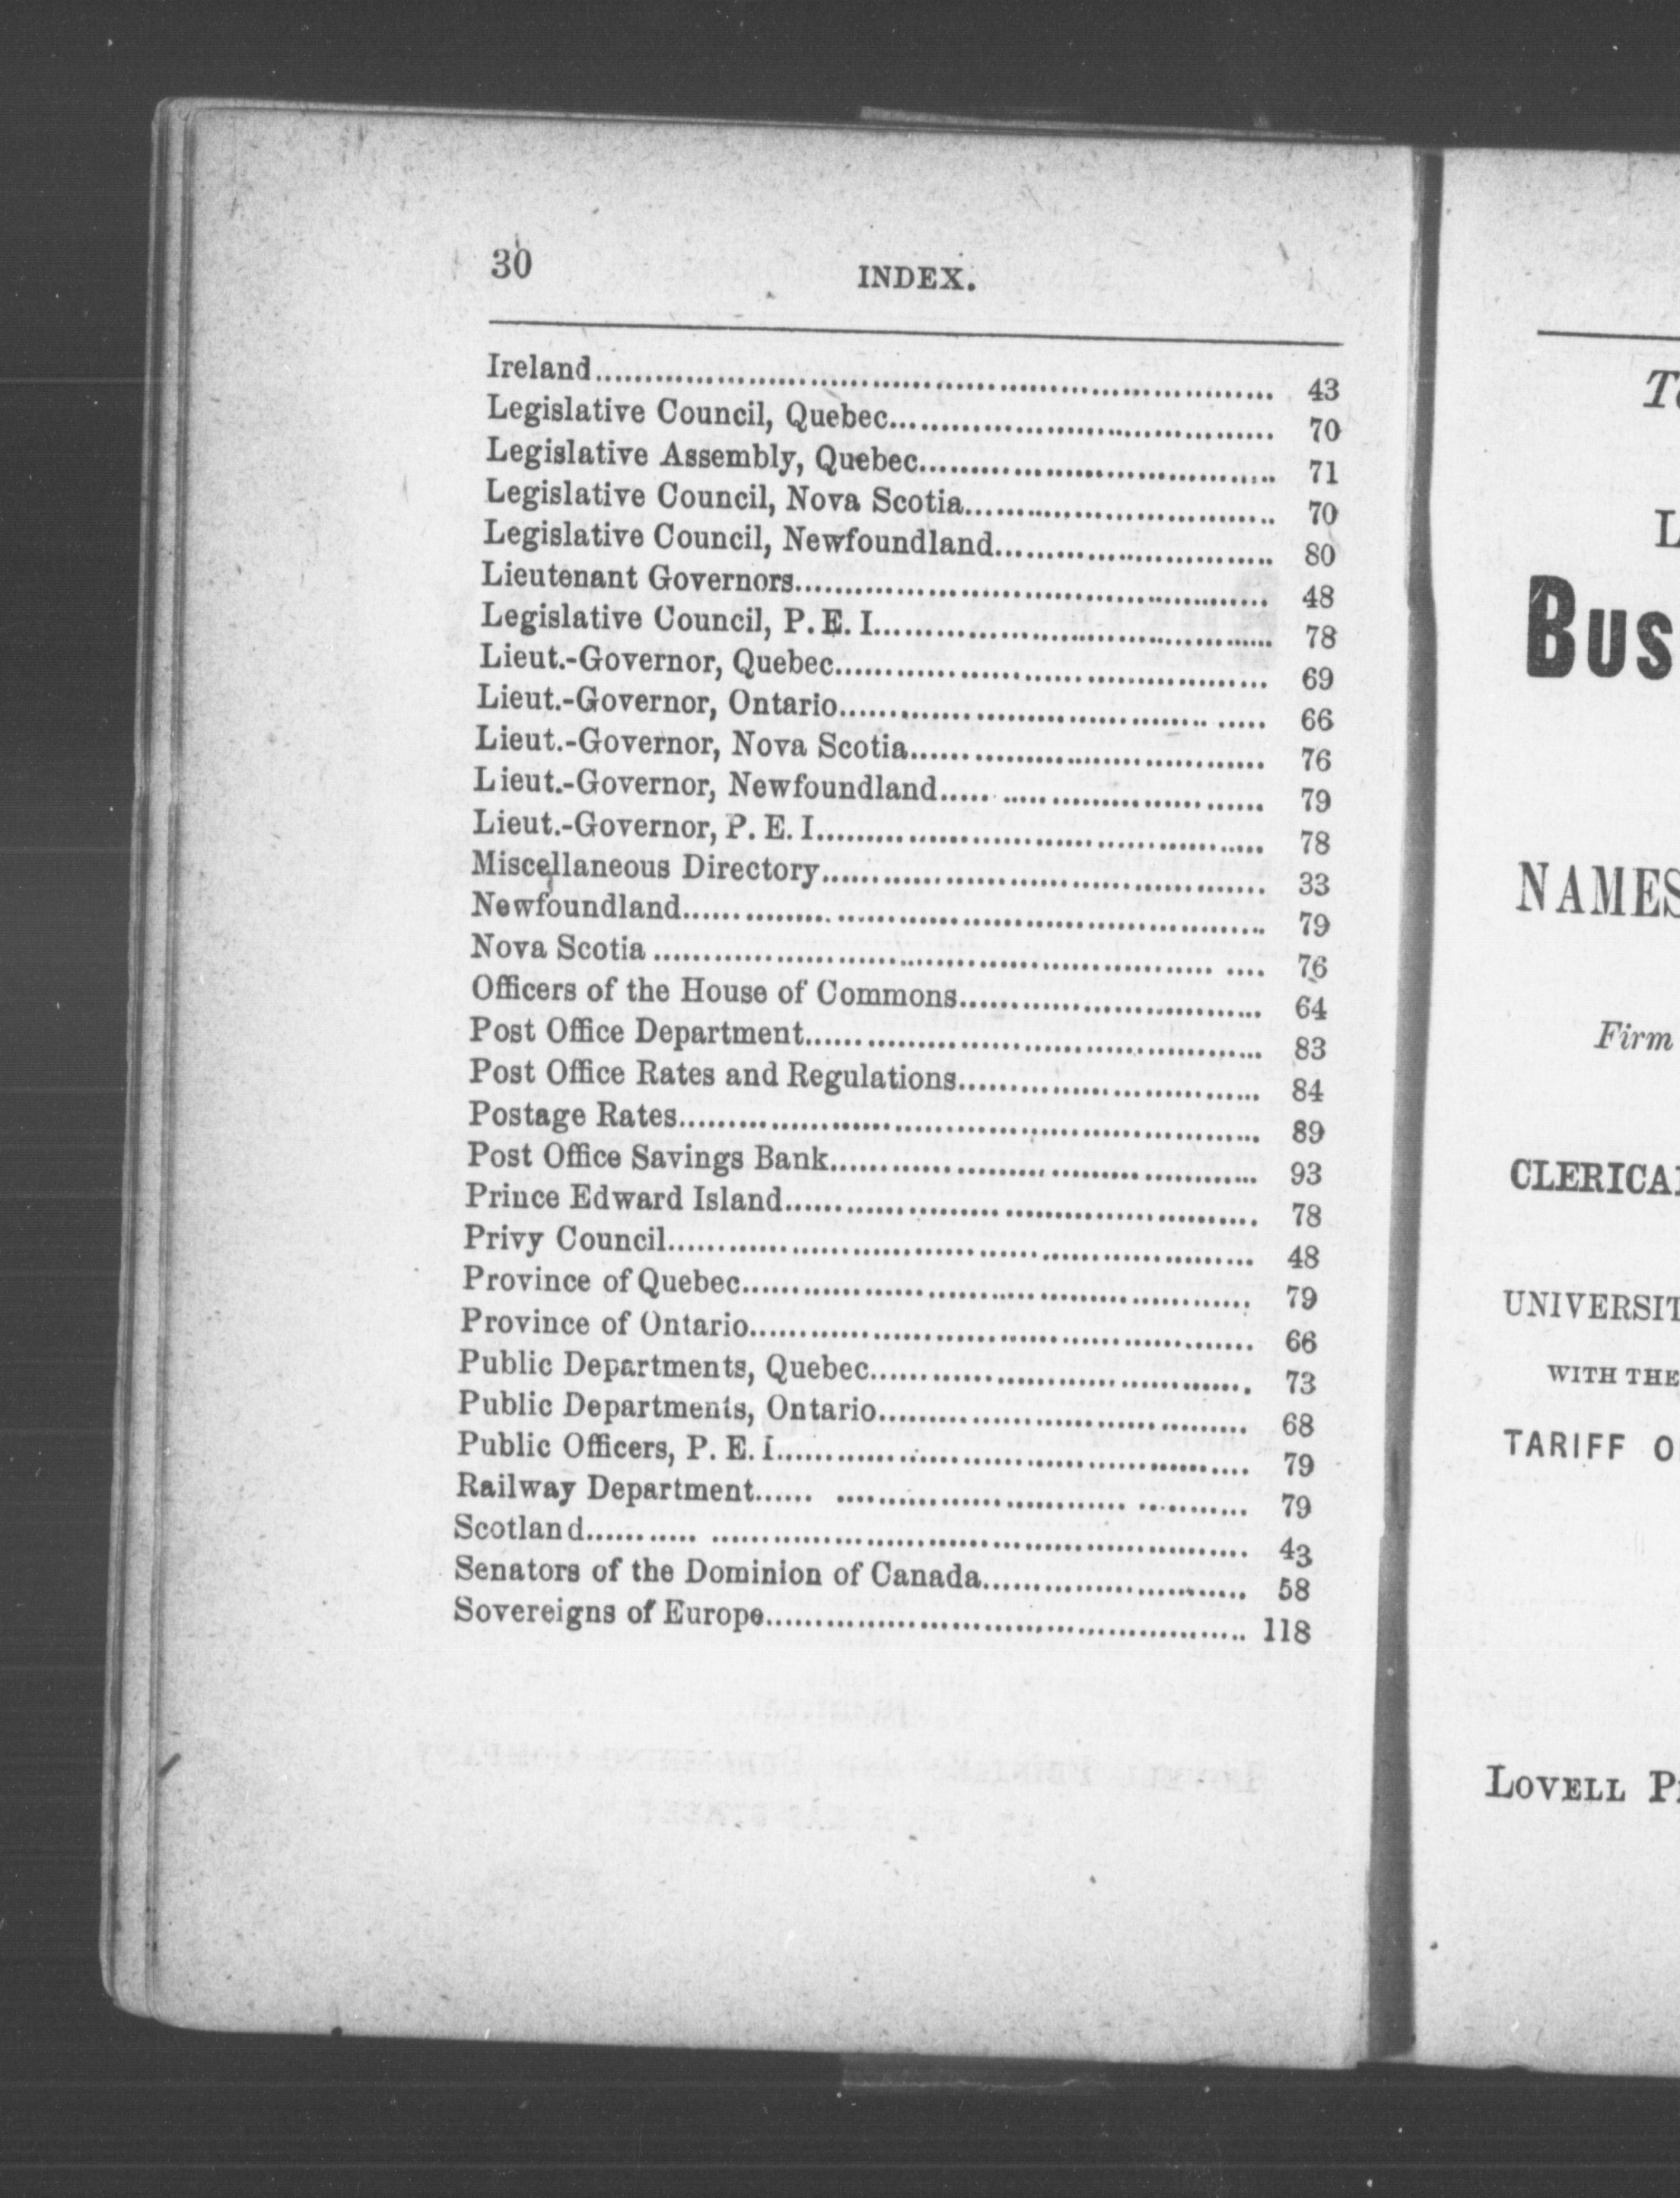 30
INDEX.
Ireland........ 43
Legislative Council, Quebec........ 70
Legislative Assembly, Quebec........ 71
Legislative Council, Nova Scotia........ 70
Legislative Council, Newfoundland........ 80
Lieutenant Governors........ 48
Legislative Council, P. E. I........ 78
Lieut.-Governor, Quebec........ 69
Lieut.-Governor, Ontario........ 66
Lieut.-Governor, Nova Scotia........ 76
Lieut.-Governor, Newfoundland........ 79
Lieut.-Governor, P. E. I........ 78
Miscellaneous Directory........ 33
Newfoundland........ 79
Nova Scotia ........ 76
Officers of the House of Commons........ 64
Post Office Department........ 83
Post Office Rates and Regulations........ 84
Postage Rates........ 89
Post Office Savings Bank........ 93
Prince Edward Island........ 78
Privy Council........ 48
Province of Quebec........ 79
Province of Ontario........ 66
Public Departments, Quebec........ 73
Public Departments, Ontario........ 68
Public Officers, P. E. I........ 79
Railway Department........ 79
Scotland........ 43
Senators of the Dominion of Canada........ 58
Sovereigns of Europe........ 118
BUS
NAMES
Firm
CLERICAL
UNIVERSIT
WITH THE
TARIFF O
LOVELL P